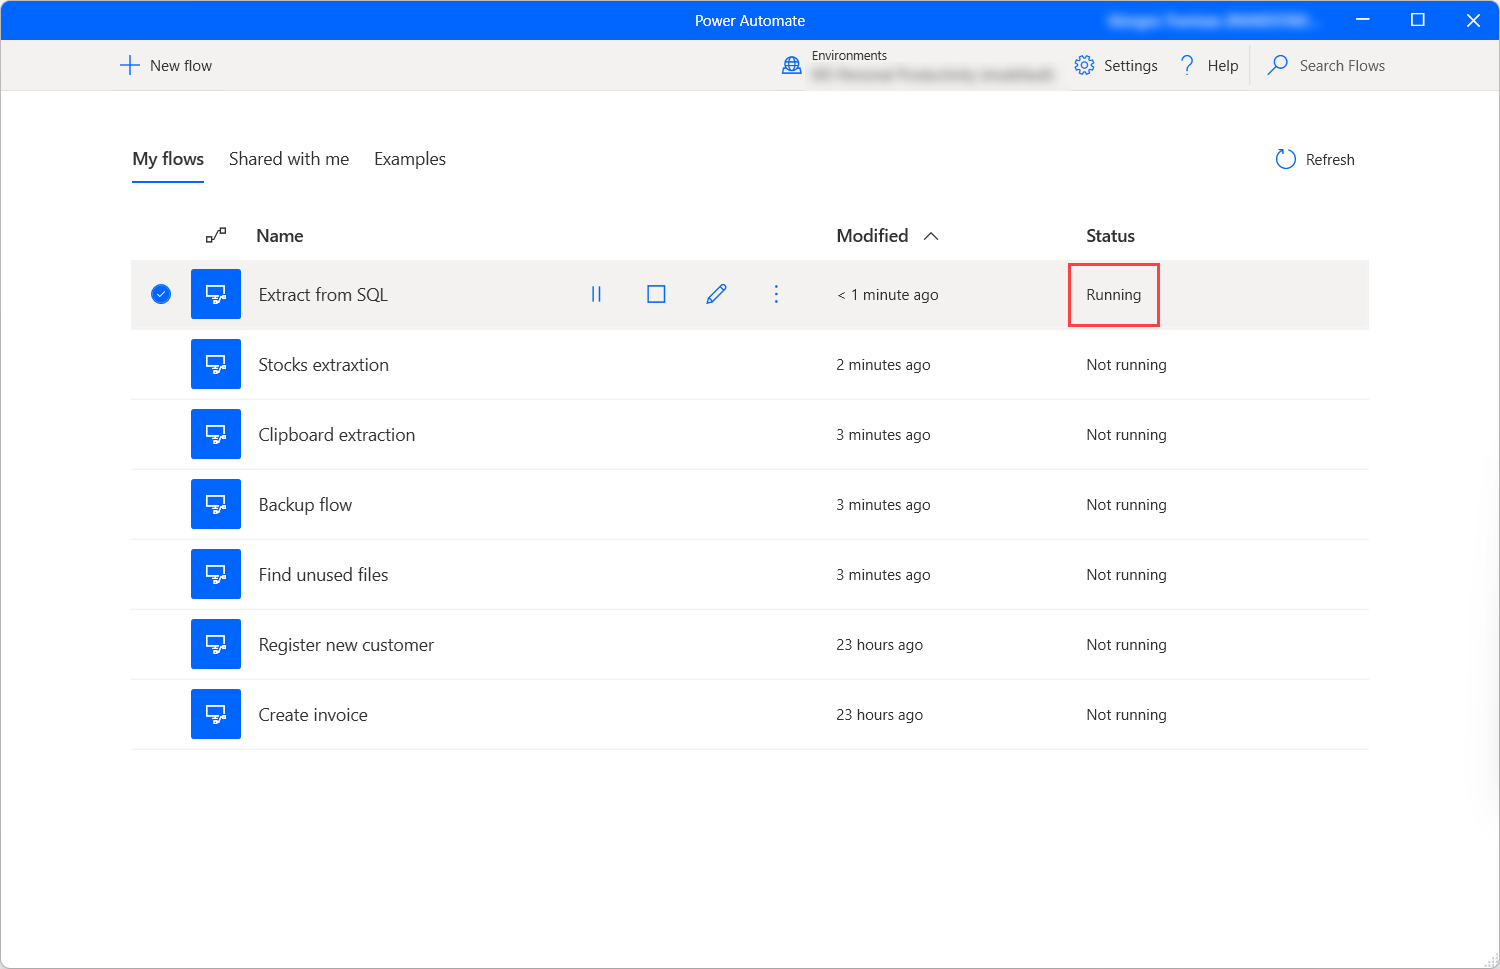 Power Automate
New flow
Environments
Settings
Help
Search Flows
My flows
Shared with me
Examples
Refresh
Name
Modified
Status
Extract from SQL
< 1 minute ago
Running
Stocks extraxtion
2 minutes ago
Not running
Clipboard extraction
3 minutes ago
Not running
Backup flow
3 minutes ago
Not running
Find unused files
3 minutes ago
Not running
Register new customer
23 hours ago
Not running
Create invoice
23 hours ago
Not running